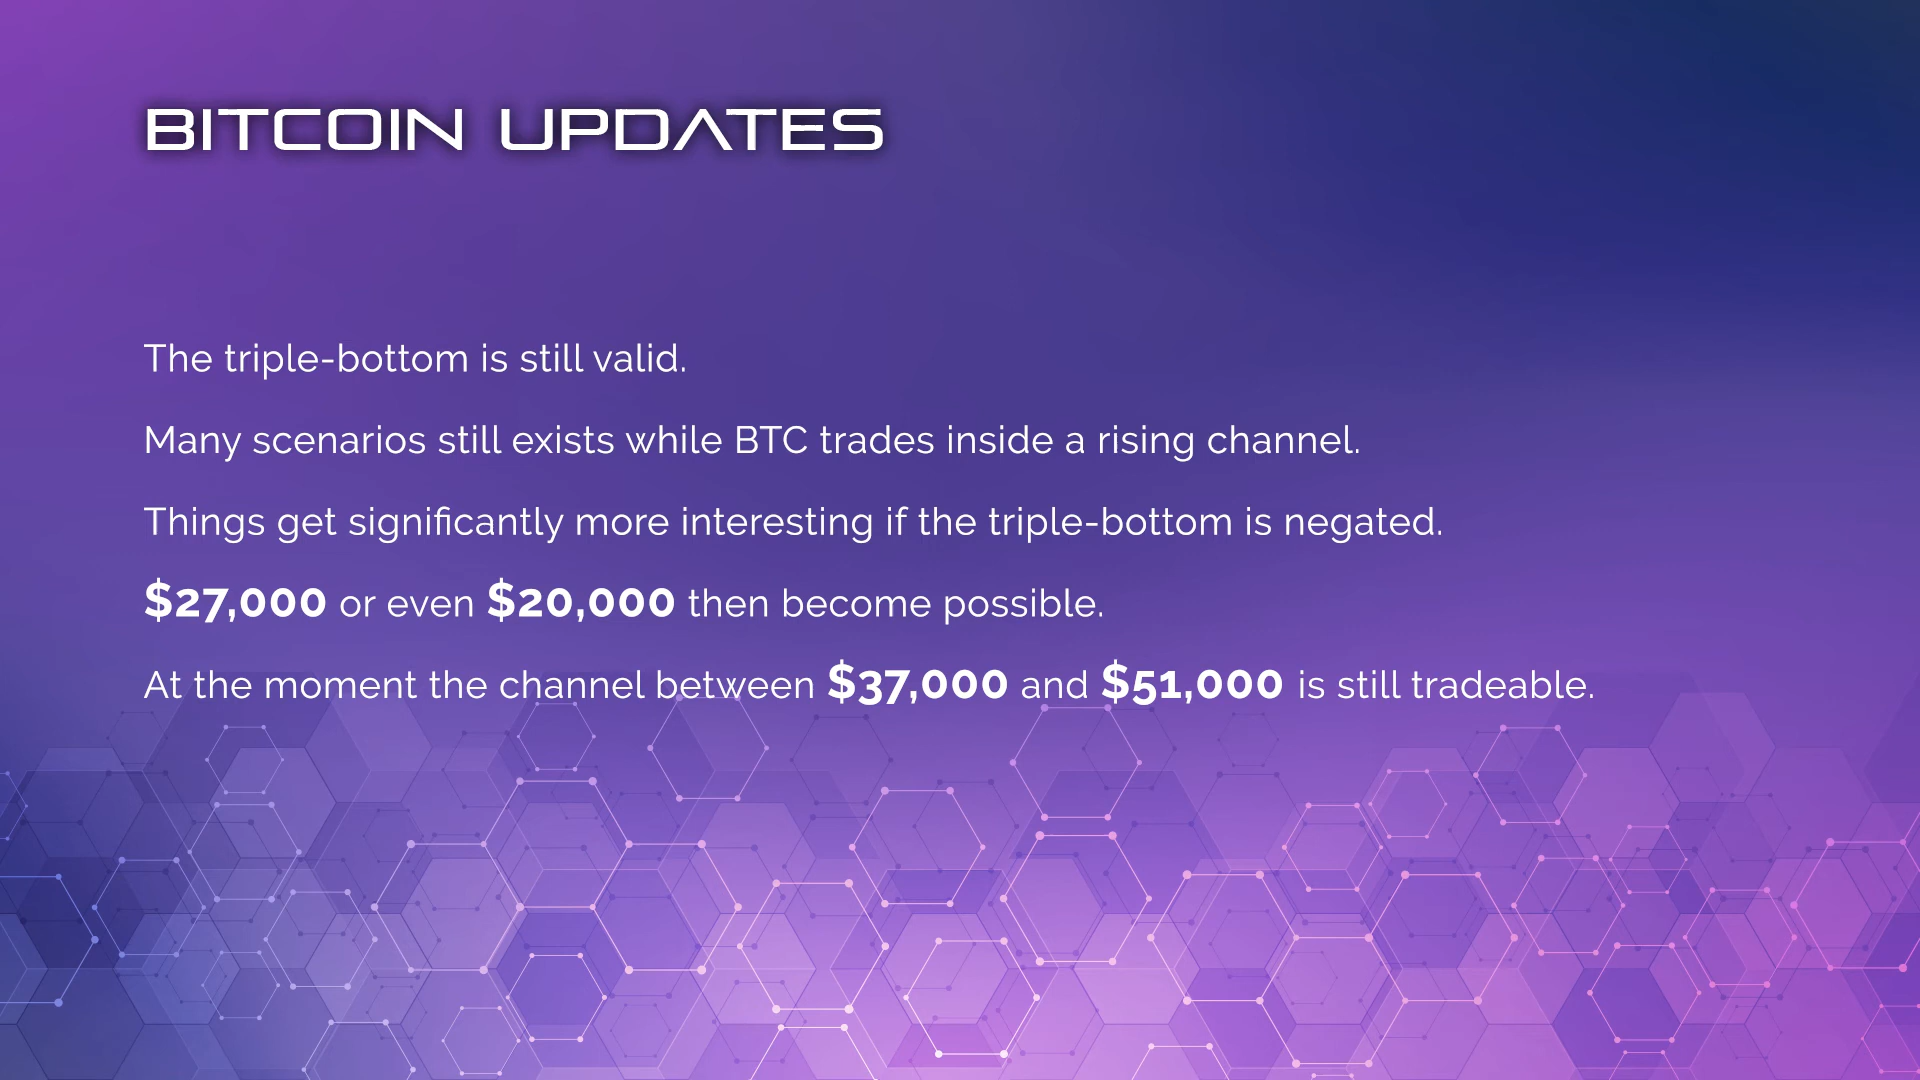 BITCOIN UPDATES
The triple-bottom is still valid.
Many scenarios still exists while BTC trades inside a rising channel.
Things get significantly more interesting if the triple-bottom is negated.
$27,000 or even $20,000 then become possible.
At the moment the channel between $37,000 and $51,000 is still tradeable.